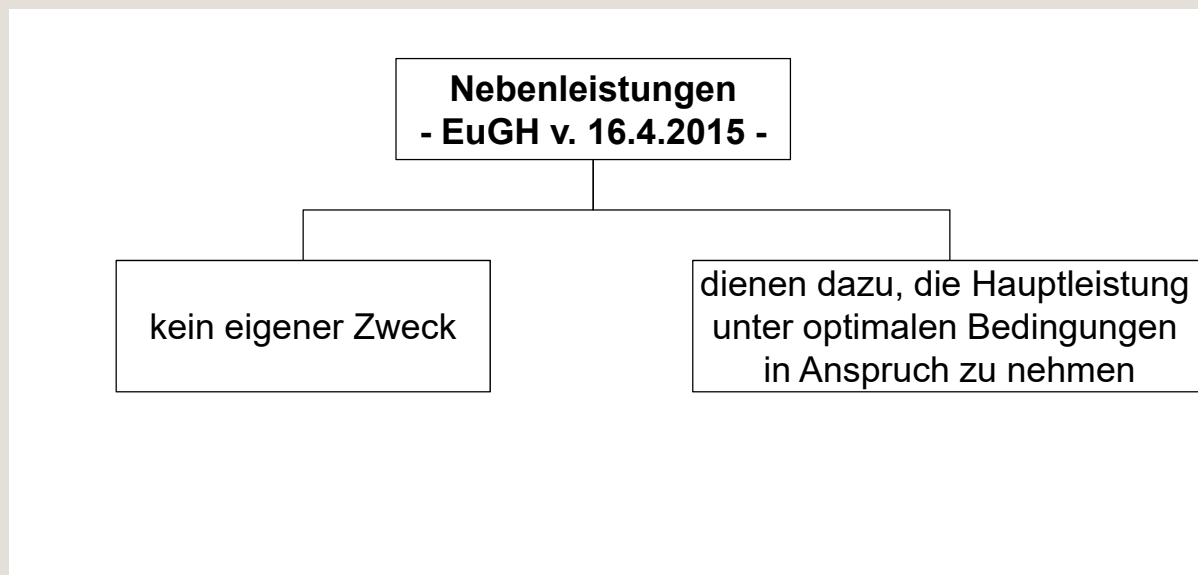 Nebenleistungen
- EuGH v. 16.4.2015 -
kein eigener Zweck
dienen dazu, die Hauptleistung
unter optimalen Bedingungen
in Anspruch zu nehmen